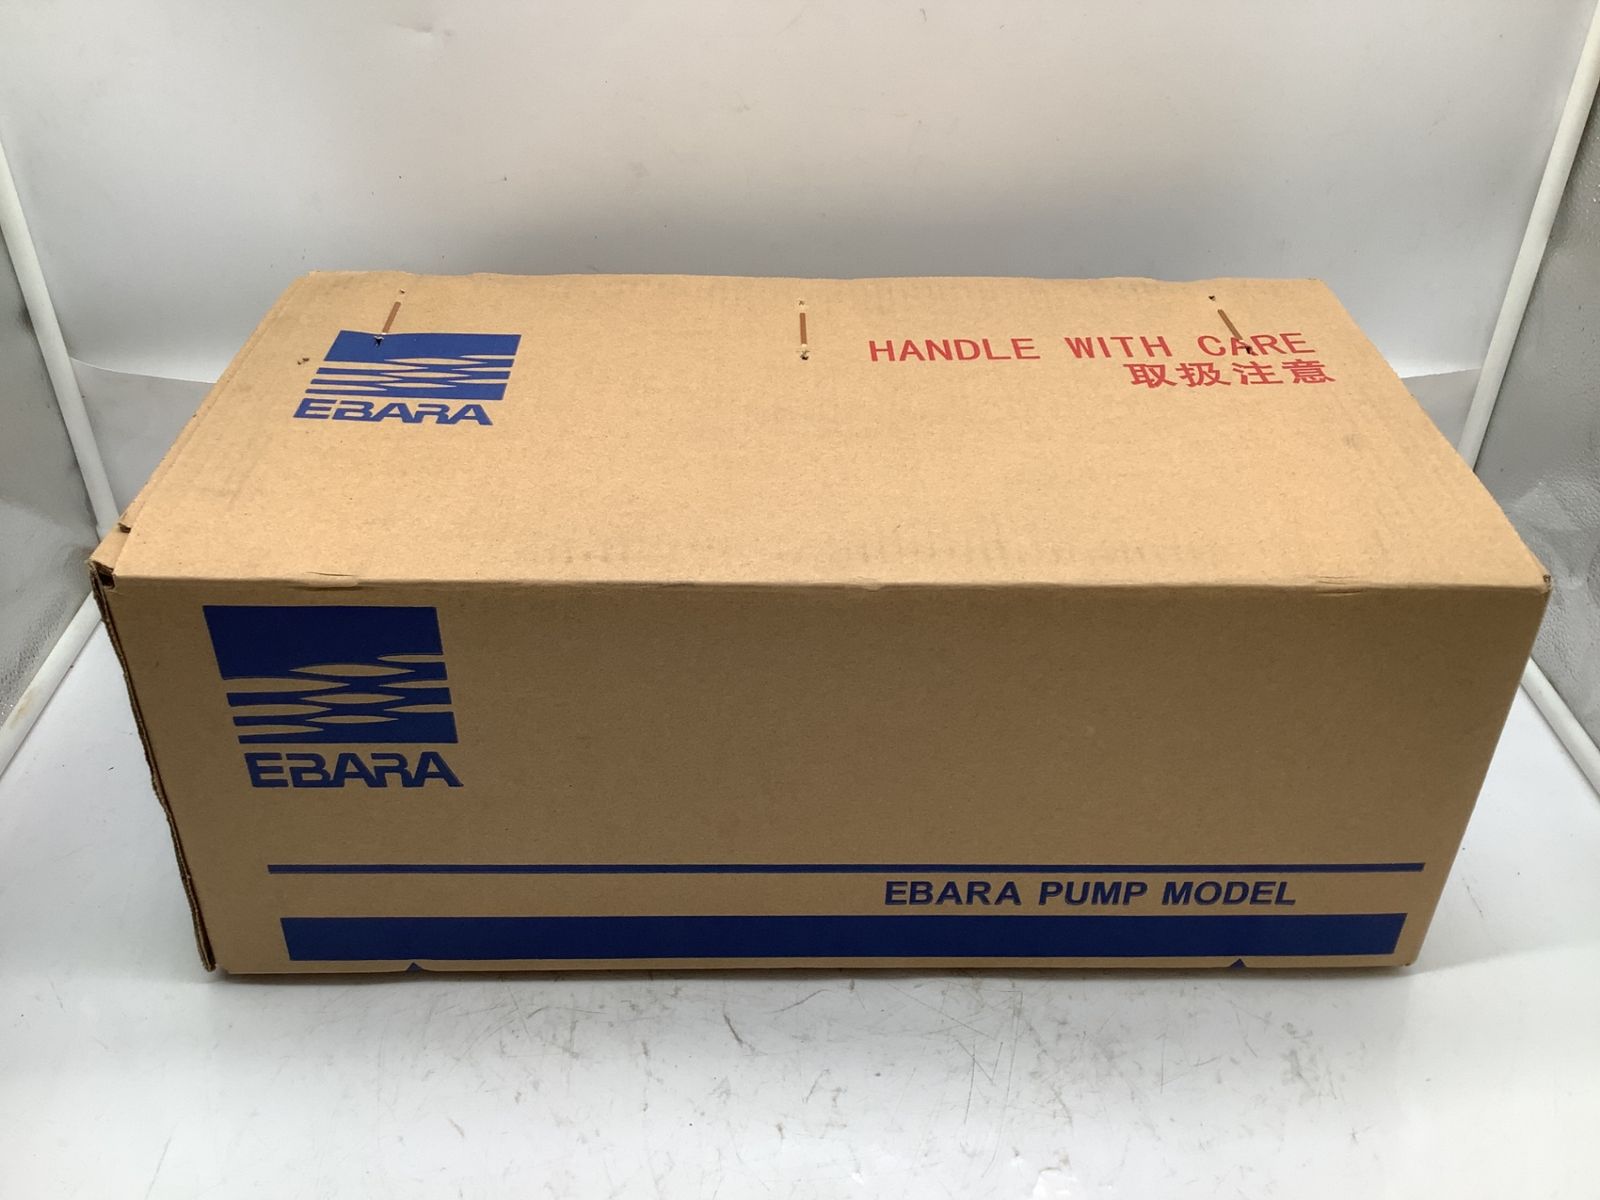 EBARA
HANDLE WITH CARE
取扱注意
EBARA
EBARA PUMP MODEL